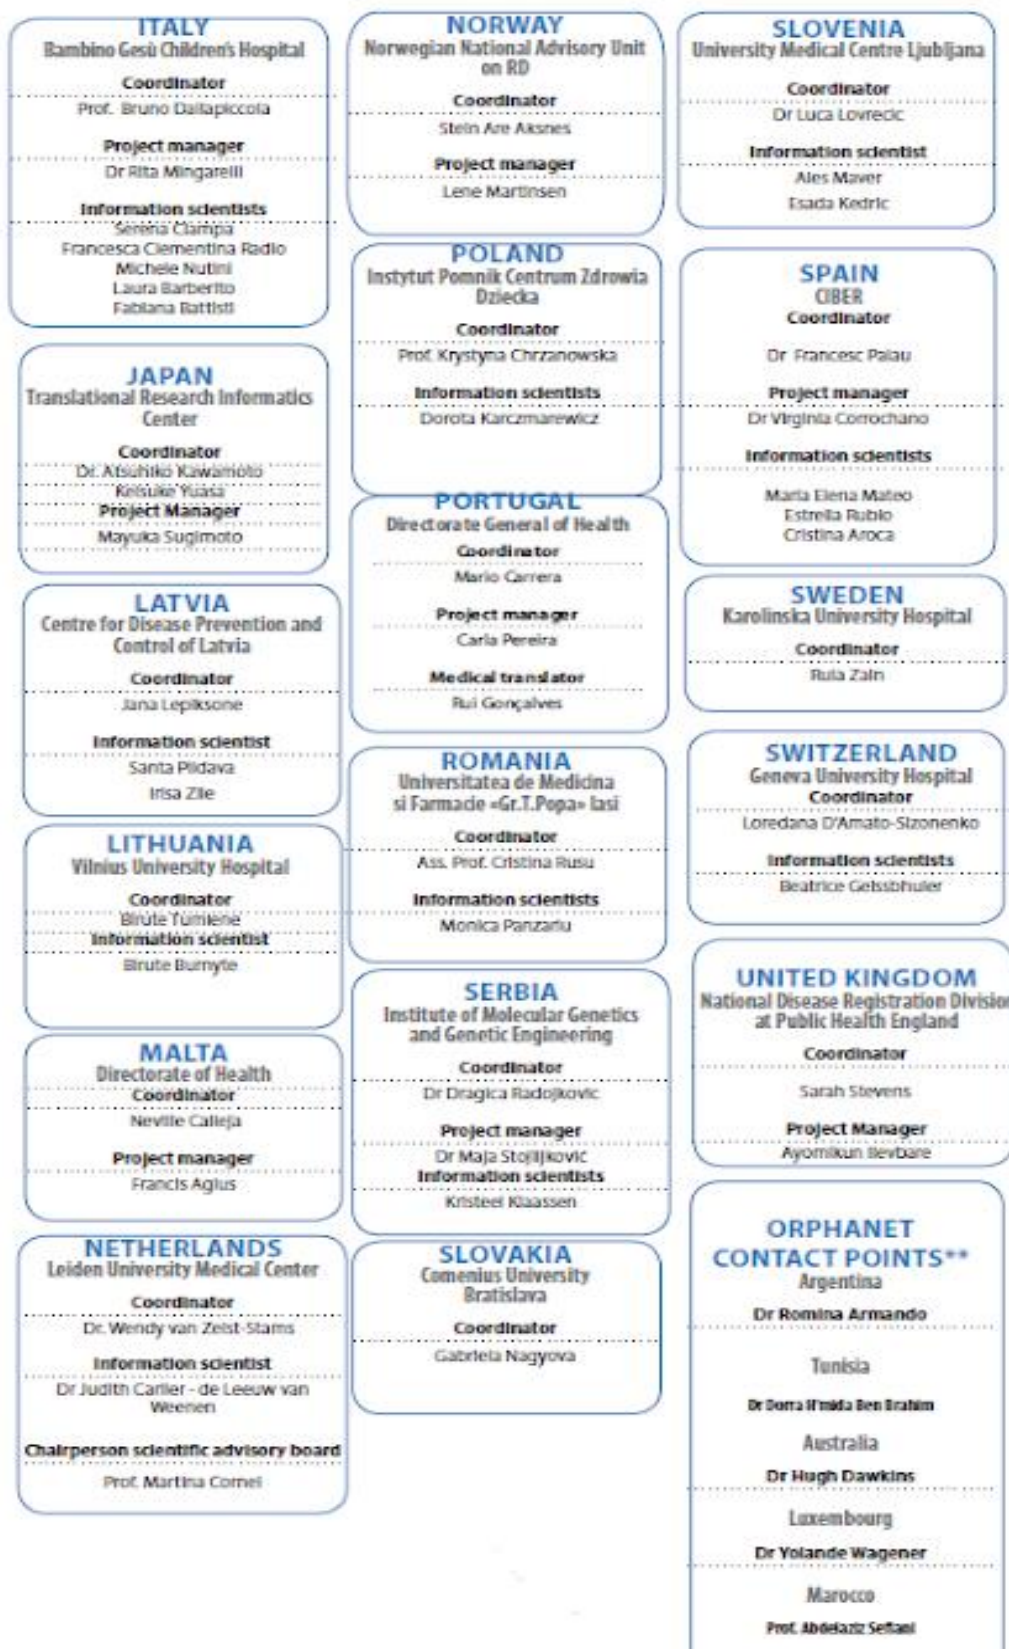 ITALY
Bambino Gesù Children's Hospital
Coordinator
Prof. Bruno Dallapiccola
Project manager
Dr Rita Mingarelli
Information scientists
Serena Ciampa
Francesca Clementina Radio
Michele Nutini
Laura Barberito
Fabiana Battisti
JAPAN
Translational Research Informatics
Center
Coordinator
Dr. Atsuhiko Kawamoto
Keisuke Yuasa
Project Manager
Mayuka Sugimoto
LATVIA
Centre for Disease Prevention and
Control of Latvia
Coordinator
Jana Lepiksone
Information scientist
Santa Pildava
Irisa Zile
LITHUANIA
Vilnius University Hospital
Coordinator
Birute Tumiene
Information scientist
Birute Burnyte
MALTA
Directorate of Health
Coordinator
Neville Calleja
Project manager
Francis Agius
NETHERLANDS
Leiden University Medical Center
Coordinator
Dr. Wendy van Zelst-Stams
Information scientist
Dr Judith Carlier - de Leeuw van
Weenen
Chairperson scientific advisory board
Prof. Martina Cornel
NORWAY
Norwegian National Advisory Unit
on RD
Coordinator
Stein Are Aksnes
Project manager
Lene Martinsen
POLAND
Instytut Pomnik Centrum Zdrowia
Dziecka
Coordinator
Prof. Krystyna Chrzanowska
Information scientists
Dorota Karczmarewicz
PORTUGAL
Directorate General of Health
Coordinator
Mario Carrera
Project manager
Carla Pereira
Medical translator
Rui Gonçalves
ROMANIA
Universitatea de Medicina
si Farmacie «Gr.T.Popa» Iasi
Coordinator
Ass. Prof. Cristina Rusu
Information scientists
Monica Panzariu
SERBIA
Institute of Molecular Genetics
and Genetic Engineering
Coordinator
Dr Dragica Radojkovic
Project manager
Dr Maja Stojiljkovic
Information scientists
Kristeel Klaassen
SLOVAKIA
Comenius University
Bratislava
Coordinator
Gabriela Nagyova
SLOVENIA
University Medical Centre Ljubljana
Coordinator
Dr Luca Lovrecic
Information scientist
Ales Maver
Esada Kedric
SPAIN
CIBER
Coordinator
Dr Francesc Palau
Project manager
Dr Virginia Corrochano
Information scientists
Maria Elena Mateo
Estrella Rubio
Cristina Aroca
SWEDEN
Karolinska University Hospital
Coordinator
Rula Zain
SWITZERLAND
Geneva University Hospital
Coordinator
Loredana D'Amato-Sizonenko
Information scientists
Beatrice Geissbhuler
UNITED KINGDOM
National Disease Registration Division
at Public Health England
Coordinator
Sarah Stevens
Project Manager
Ayomikun Ilevbare
ORPHANET
CONTACT POINTS**
Argentina
Dr Romina Armando
Tunisia
Dr Dorra H'mida Ben Brahim
Australia
Dr Hugh Dawkins
Luxembourg
Dr Yolande Wagener
Marocco
Prof. Abdelaziz Sefiani